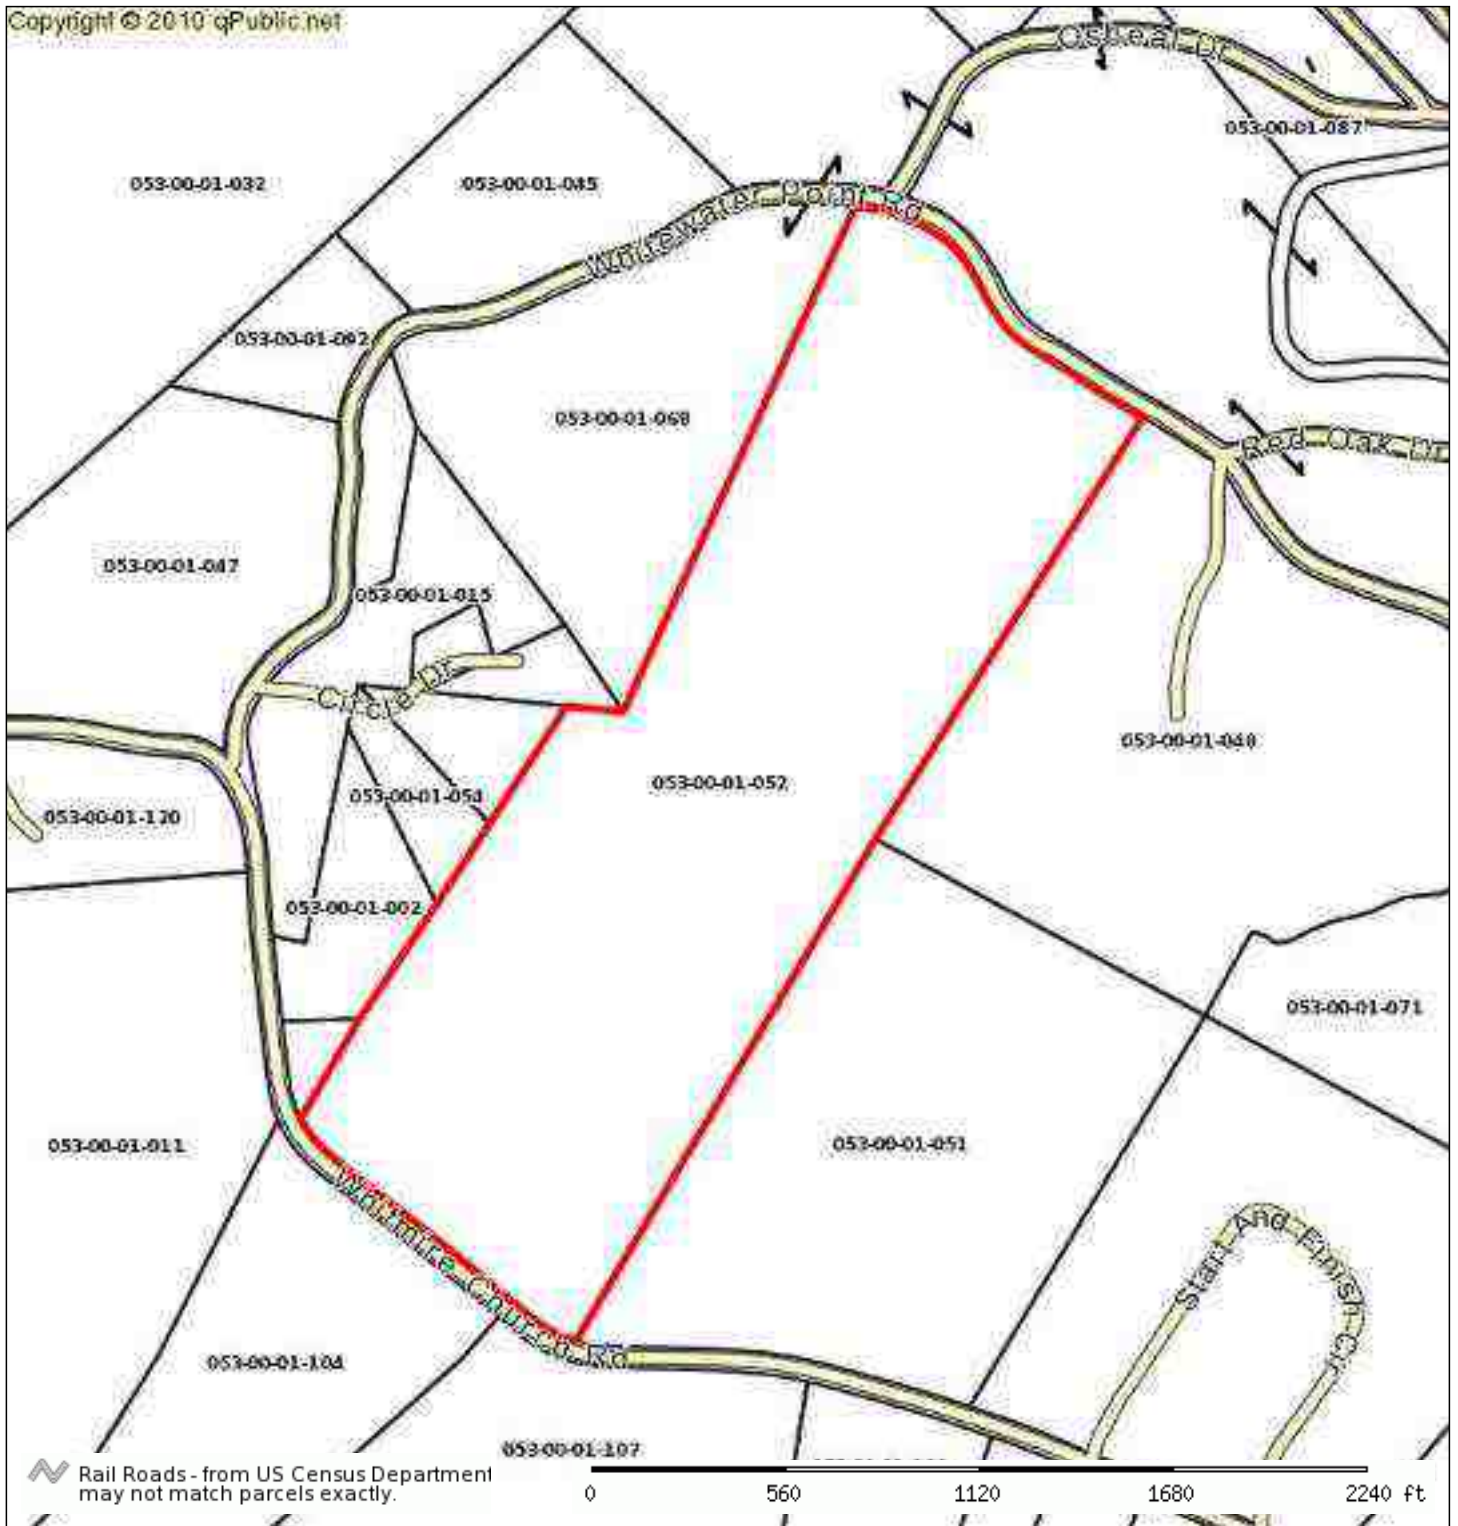 Copyright © 2010 qPublic.net
Osbeal Dr
053-00-01-087
053-00-01-032
053-00-01-045
Whitewater Point Rd
053-00-01-092
053-00-01-068
Red Oak Dr
053-00-01-047
053-00-01-015
Circle Dr
053-00-01-048
053-00-01-052
053-00-01-054
053-00-01-120
053-00-01-002
053-00-01-071
053-00-01-011
053-00-01-051
Whitmire Church Rd
Start And Finish Cir
053-00-01-104
053-00-01-107
Rail Roads - from US Census Department
may not match parcels exactly.
0 560 1120 1680 2240 ft